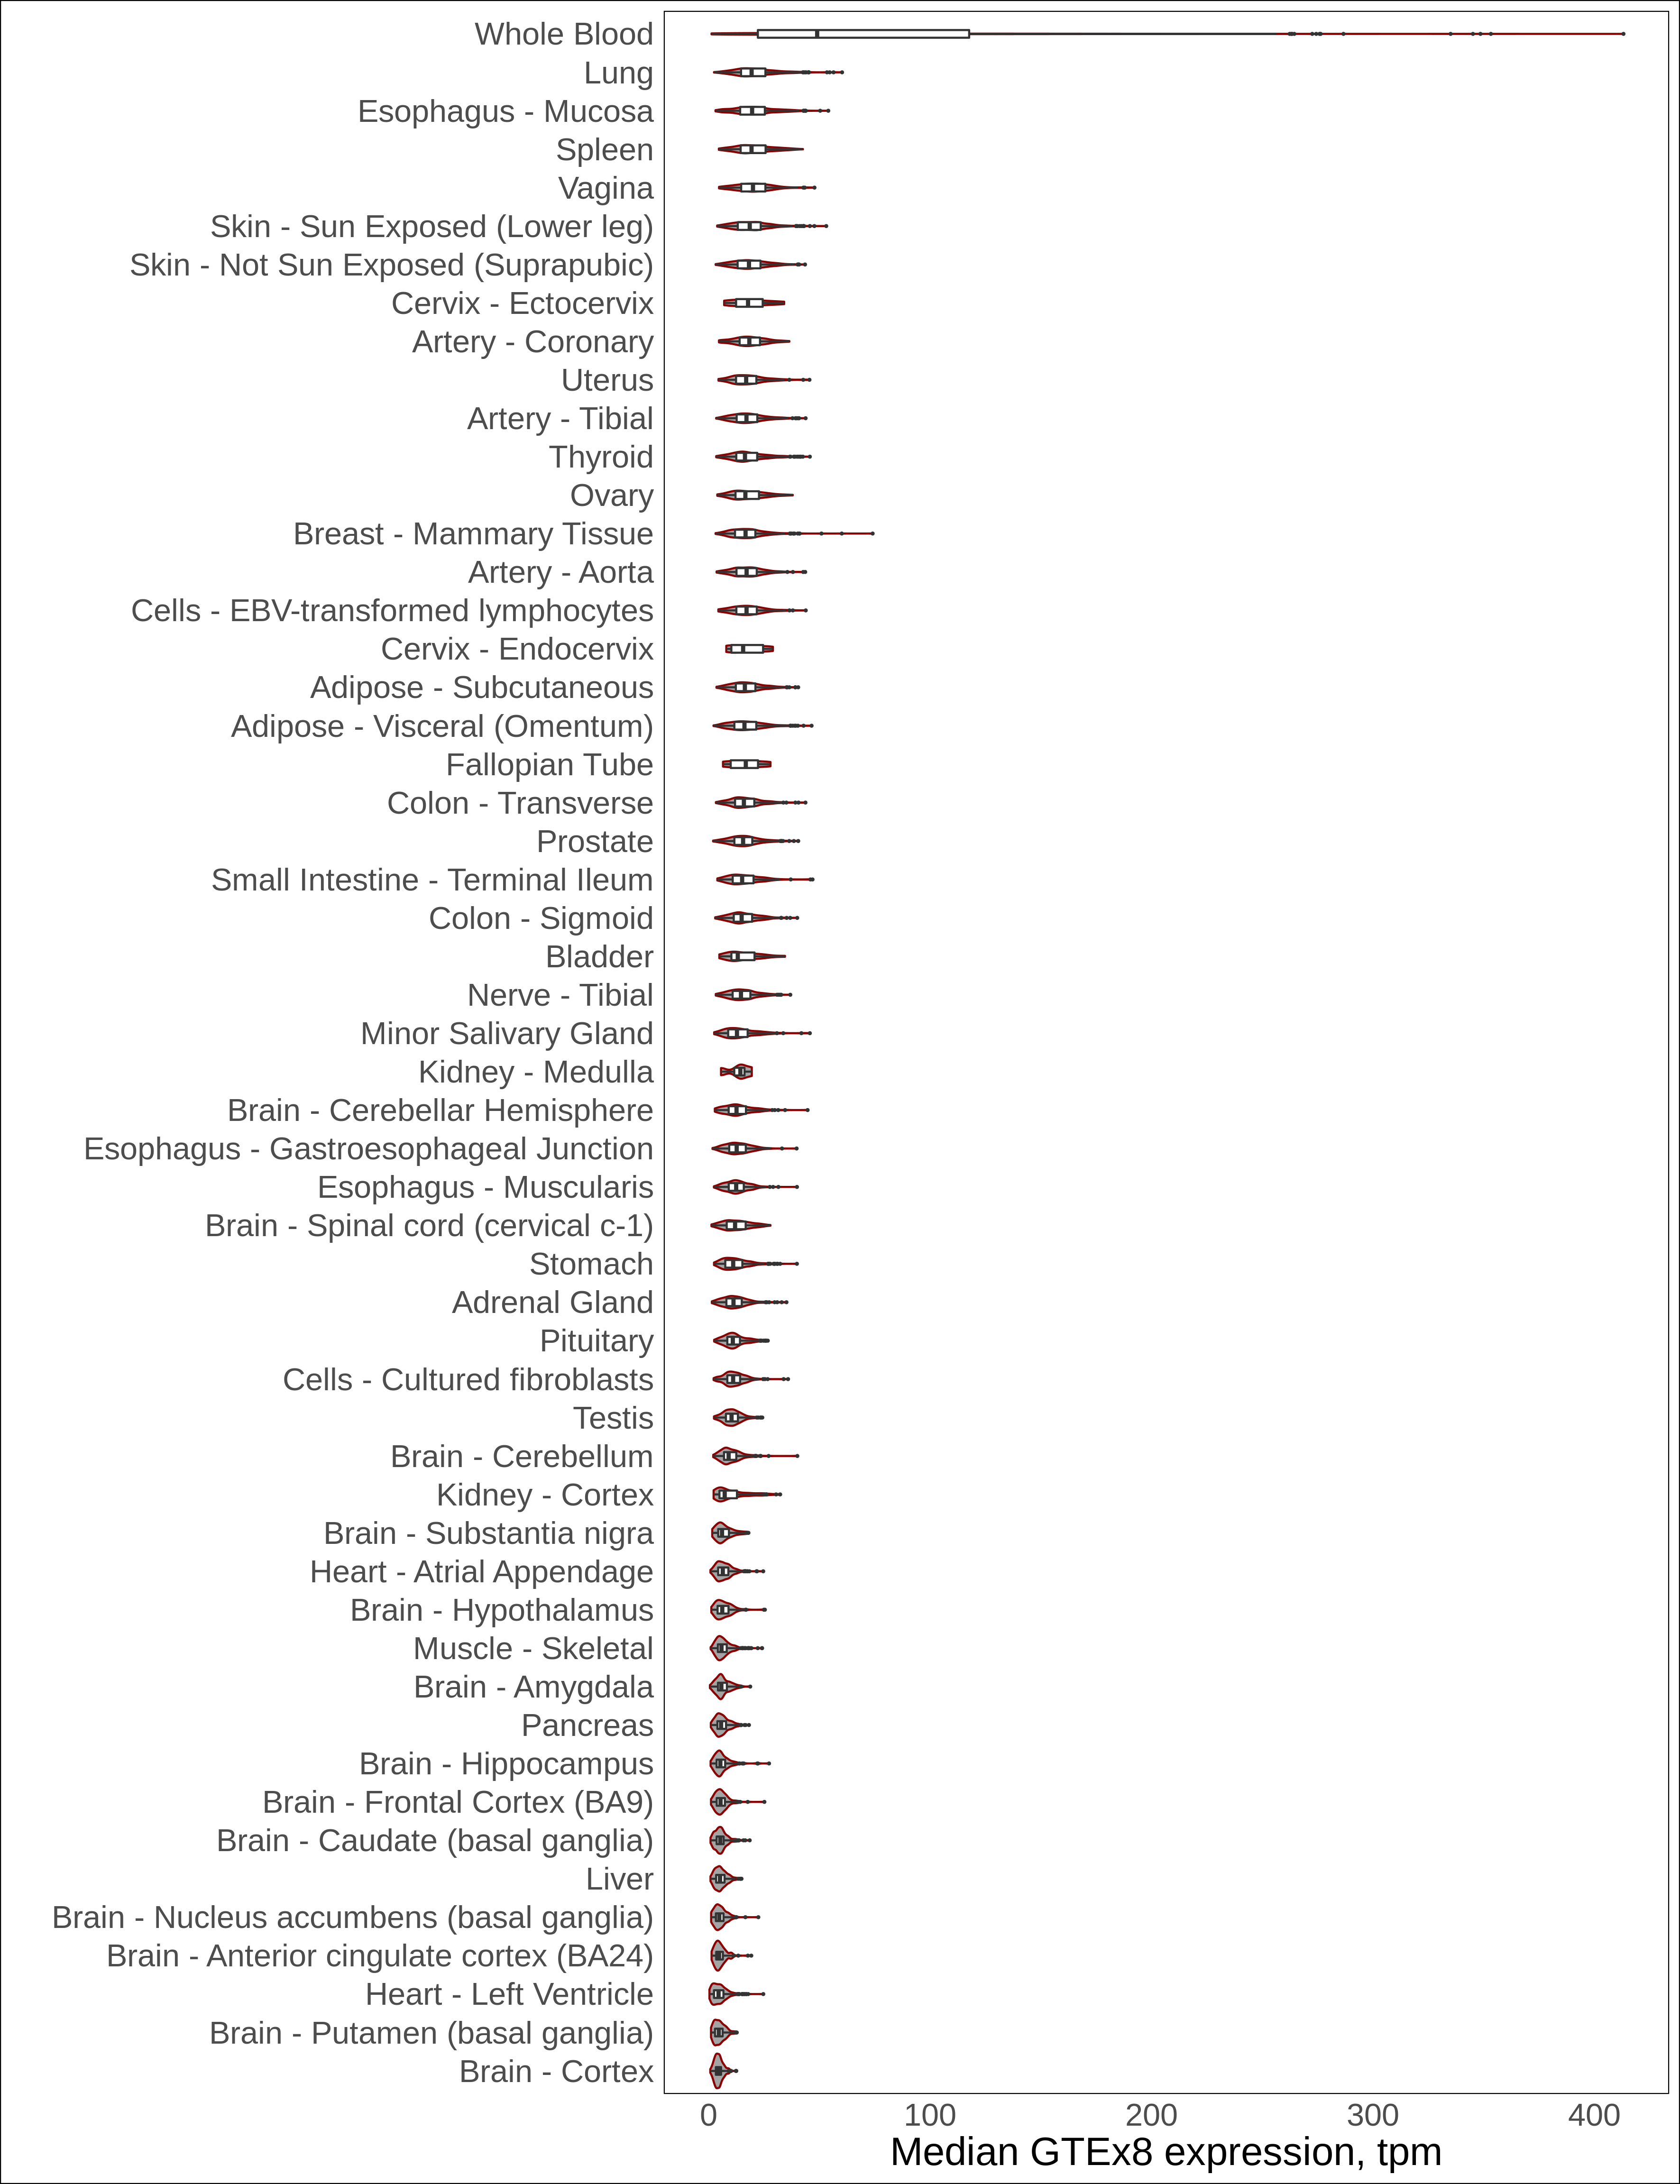 Whole Blood
Lung
Esophagus - Mucosa
Spleen
Vagina
Skin - Sun Exposed (Lower leg)
Skin - Not Sun Exposed (Suprapubic)
Cervix - Ectocervix
Artery - Coronary
Uterus
Artery - Tibial
Thyroid
Ovary
Breast - Mammary Tissue
Artery - Aorta
Cells - EBV-transformed lymphocytes
Cervix - Endocervix
Adipose - Subcutaneous
Adipose - Visceral (Omentum)
Fallopian Tube
Colon - Transverse
Prostate
Small Intestine - Terminal Ileum
Colon - Sigmoid
Bladder
Nerve - Tibial
Minor Salivary Gland
Kidney - Medulla
Brain - Cerebellar Hemisphere
Esophagus - Gastroesophageal Junction
Esophagus - Muscularis
Brain - Spinal cord (cervical c-1)
Stomach
Adrenal Gland
Pituitary
Cells - Cultured fibroblasts
Testis
Brain - Cerebellum
Kidney - Cortex
Brain - Substantia nigra
Heart - Atrial Appendage
Brain - Hypothalamus
Muscle - Skeletal
Brain - Amygdala
Pancreas
Brain - Hippocampus
Brain - Frontal Cortex (BA9)
Brain - Caudate (basal ganglia)
Liver
Brain - Nucleus accumbens (basal ganglia)
Brain - Anterior cingulate cortex (BA24)
Heart - Left Ventricle
Brain - Putamen (basal ganglia)
Brain - Cortex
0 100 200 300 400
Median GTEx8 expression, tpm